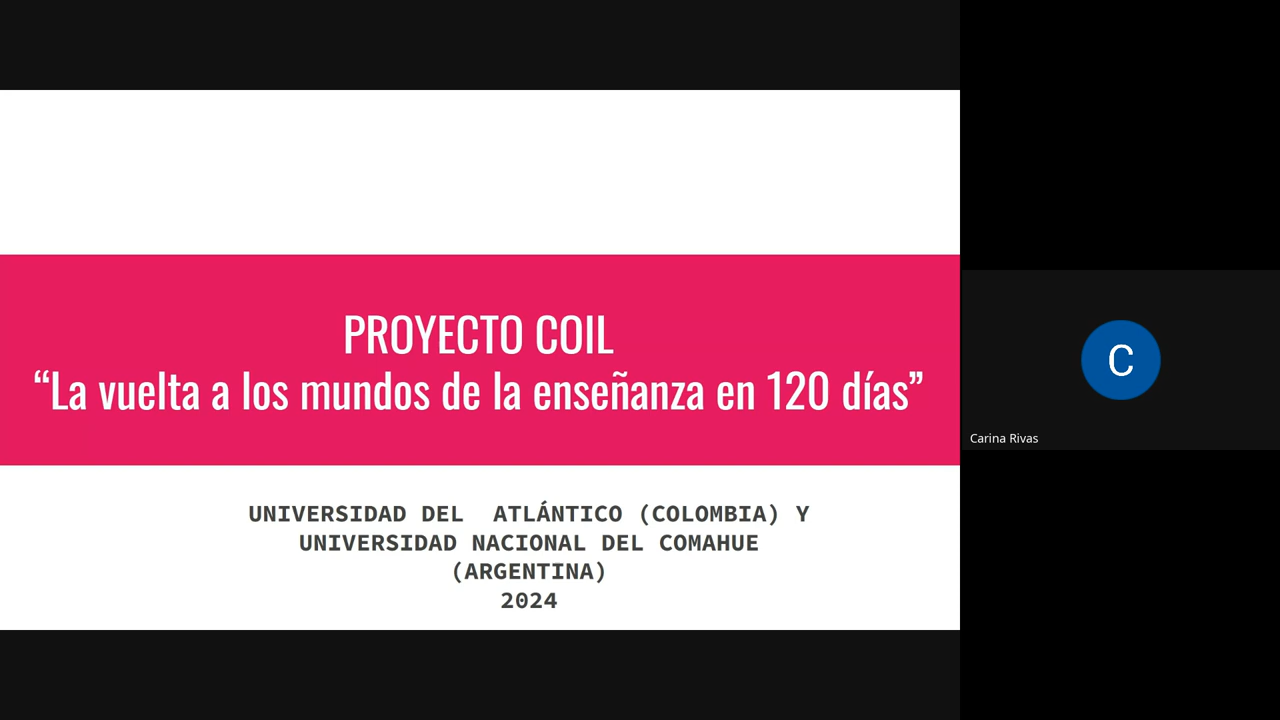 PROYECTO COIL
“La vuelta a los mundos de la enseñanza en 120 días”
UNIVERSIDAD DEL ATLÁNTICO (COLOMBIA) Y
UNIVERSIDAD NACIONAL DEL COMAHUE
(ARGENTINA)
2024
C
Carina Rivas